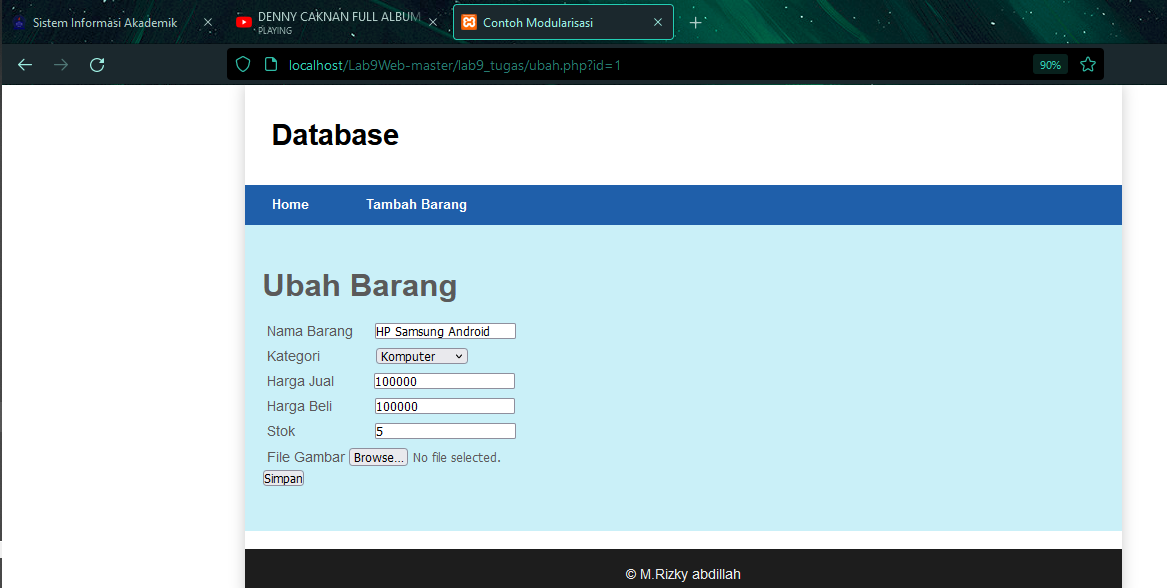 Sistem Informasi Akademik
DENNY CAKNAN FULL ALBUM
PLAYING
Contoh Modularisasi
localhost/Lab9Web-master/lab9_tugas/ubah.php?id=1
90%
Database
Home Tambah Barang
Ubah Barang
Nama Barang HP Samsung Android
Kategori Komputer
Harga Jual 100000
Harga Beli 100000
Stok 5
File Gambar Browse... No file selected.
Simpan
© M.Rizky abdillah